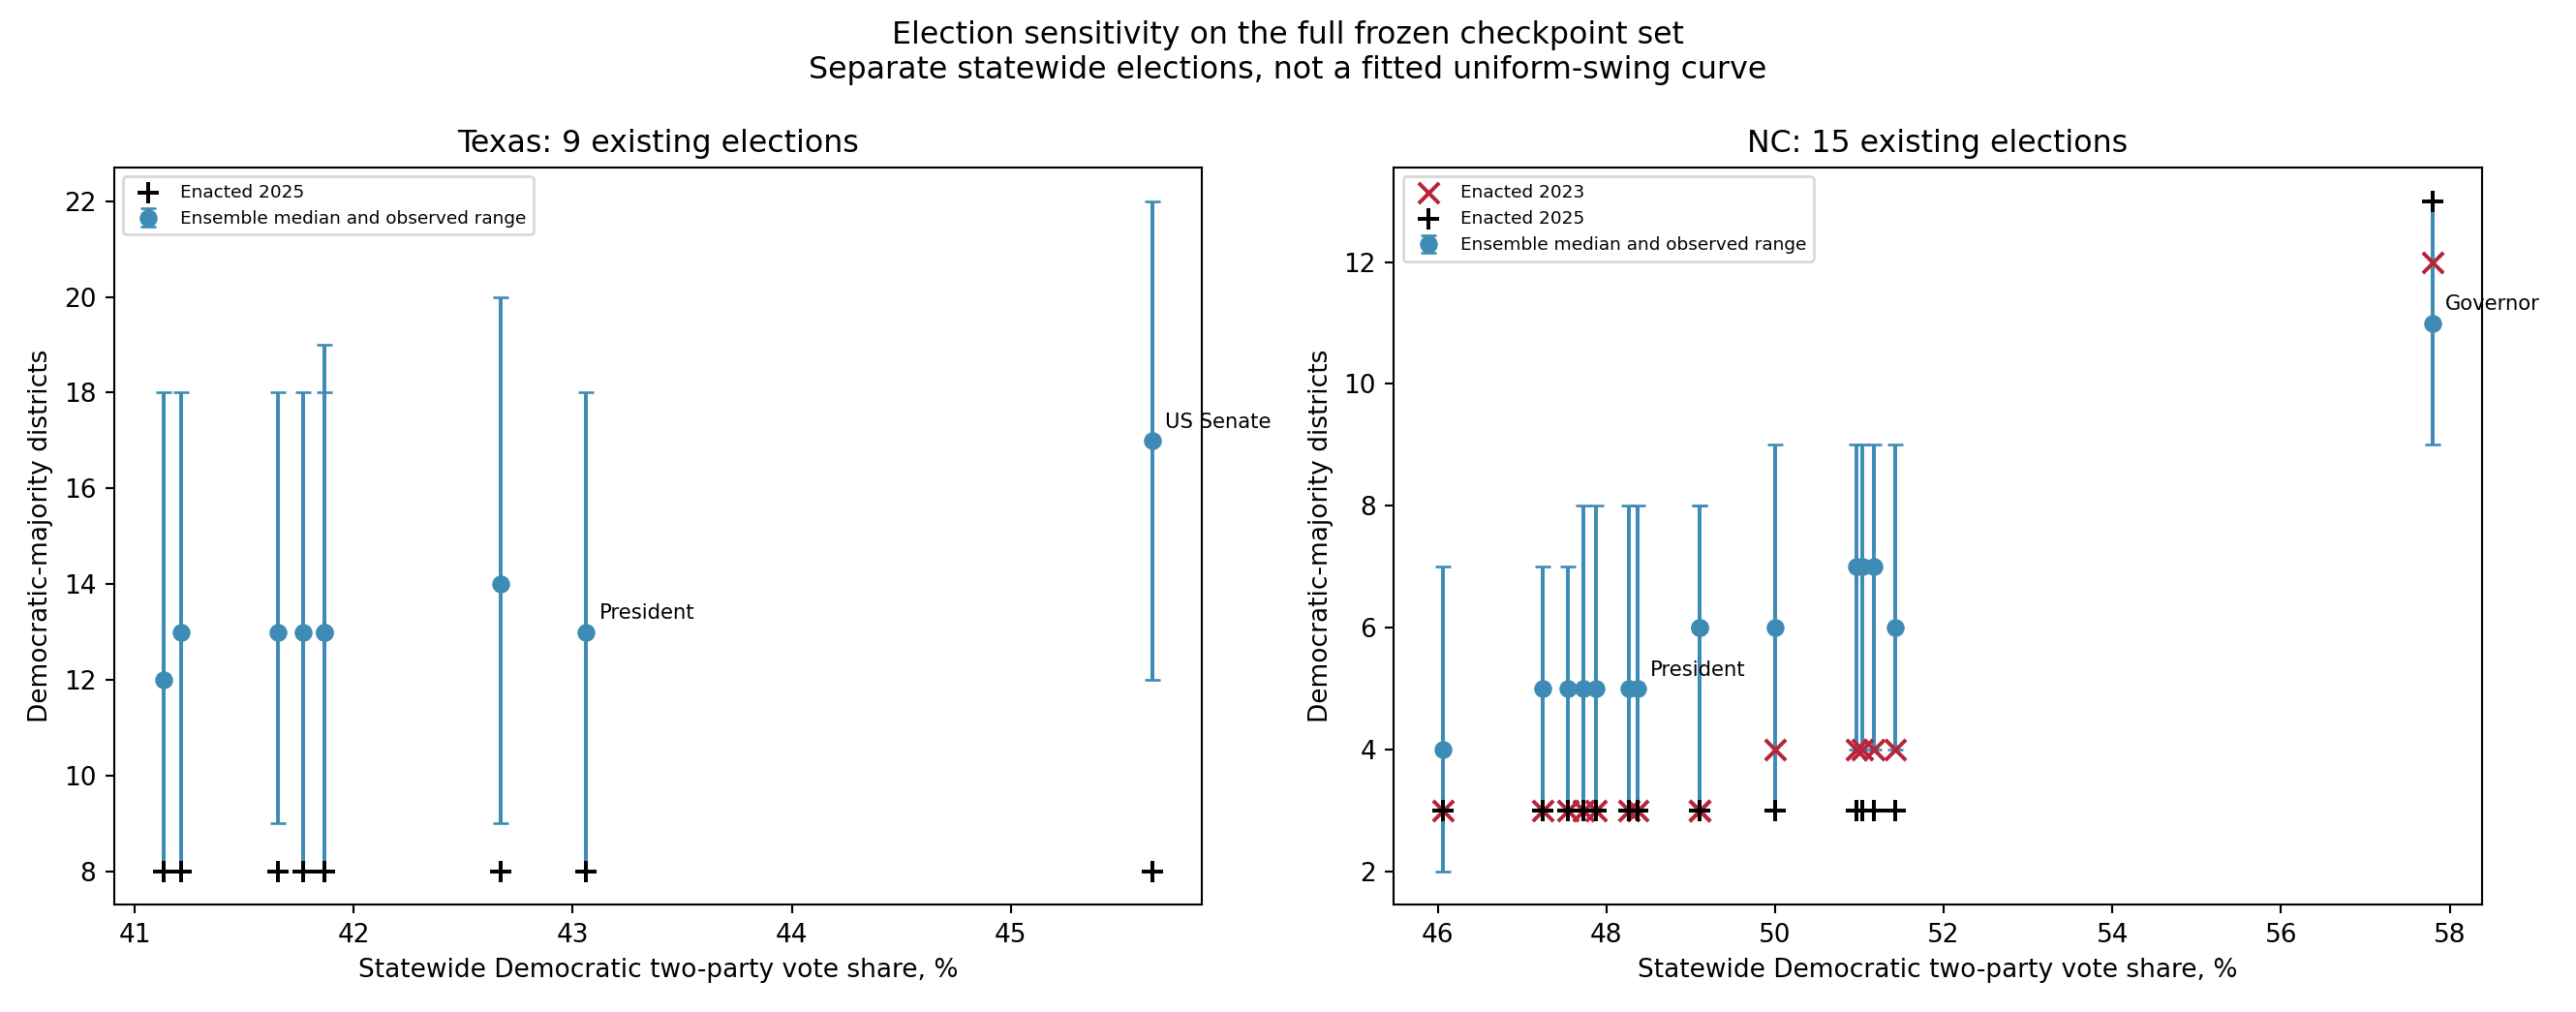 Election sensitivity on the full frozen checkpoint set
Separate statewide elections, not a fitted uniform-swing curve
Texas: 9 existing elections
Enacted 2025
Ensemble median and observed range
22
20
18
16
14
12
10
8
Democratic-majority districts
US Senate
President
41
42
43
44
45
Statewide Democratic two-party vote share, %
NC: 15 existing elections
Enacted 2023
Enacted 2025
Ensemble median and observed range
12
10
8
6
4
2
Democratic-majority districts
Governor
President
46
48
50
52
54
56
58
Statewide Democratic two-party vote share, %